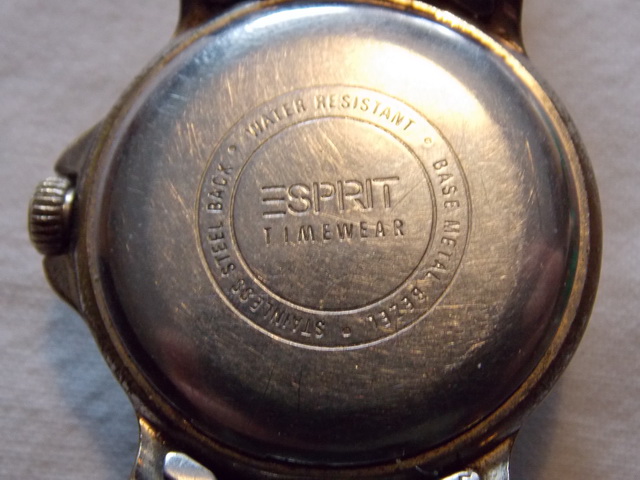 WATER RESISTANT • BASE METAL BEZEL • STAINLESS STEEL BACK •
ESPRIT
TIMEWEAR